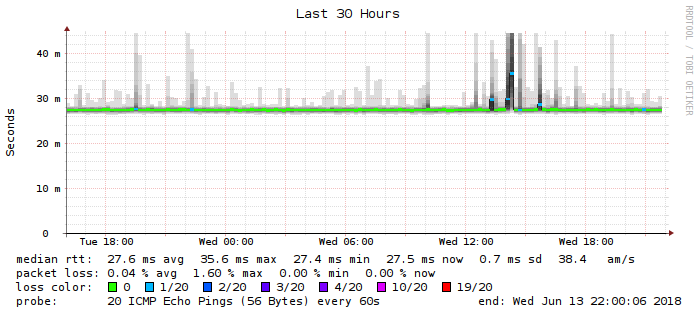 Last 30 Hours
RRDTOOL / TOBI OETIKER
Seconds
40 m
30 m
20 m
10 m
0
Tue 18:00 Wed 00:00 Wed 06:00 Wed 12:00 Wed 18:00
median rtt: 27.6 ms avg 35.6 ms max 27.4 ms min 27.5 ms now 0.7 ms sd 38.4 am/s
packet loss: 0.04 % avg 1.60 % max 0.00 % min 0.00 % now
loss color: 0 1/20 2/20 3/20 4/20 10/20 19/20
probe: 20 ICMP Echo Pings (56 Bytes) every 60s end: Wed Jun 13 22:00:06 2018